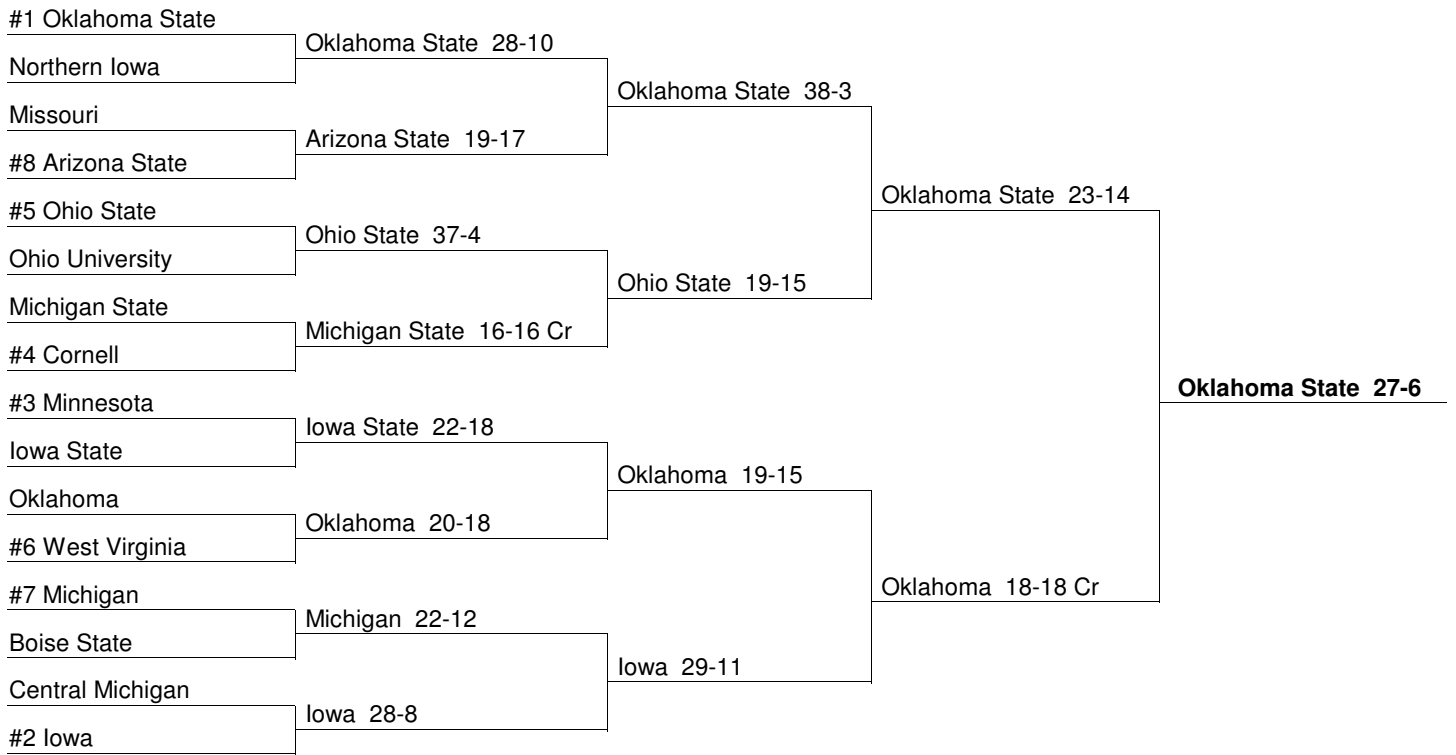 #1 Oklahoma State
Northern Iowa
Missouri
#8 Arizona State
#5 Ohio State
Ohio University
Michigan State
#4 Cornell
#3 Minnesota
Iowa State
Oklahoma
#6 West Virginia
#7 Michigan
Boise State
Central Michigan
#2 Iowa
Oklahoma State 28-10
Arizona State 19-17
Ohio State 37-4
Michigan State 16-16 Cr
Iowa State 22-18
Oklahoma 20-18
Michigan 22-12
Iowa 28-8
Oklahoma State 38-3
Ohio State 19-15
Oklahoma 19-15
Iowa 29-11
Oklahoma State 23-14
Oklahoma 18-18 Cr
Oklahoma State 27-6